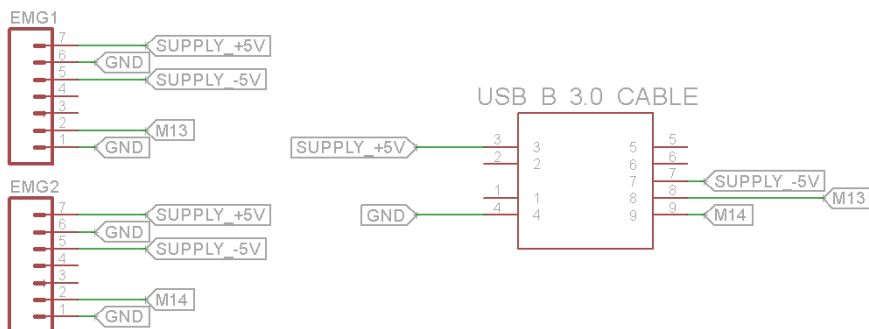 EMG1
7 SUPPLY_+5V
6 GND
5 SUPPLY_-5V
4
3
2 M13
1 GND
EMG2
7 SUPPLY_+5V
6 GND
5 SUPPLY_-5V
4
3
2 M14
1 GND
USB B 3.0 CABLE
SUPPLY_+5V 3 3 5 5
2 2 6 6
7 7 SUPPLY_-5V
1 1 8 8 M13
GND 4 4 9 9 M14